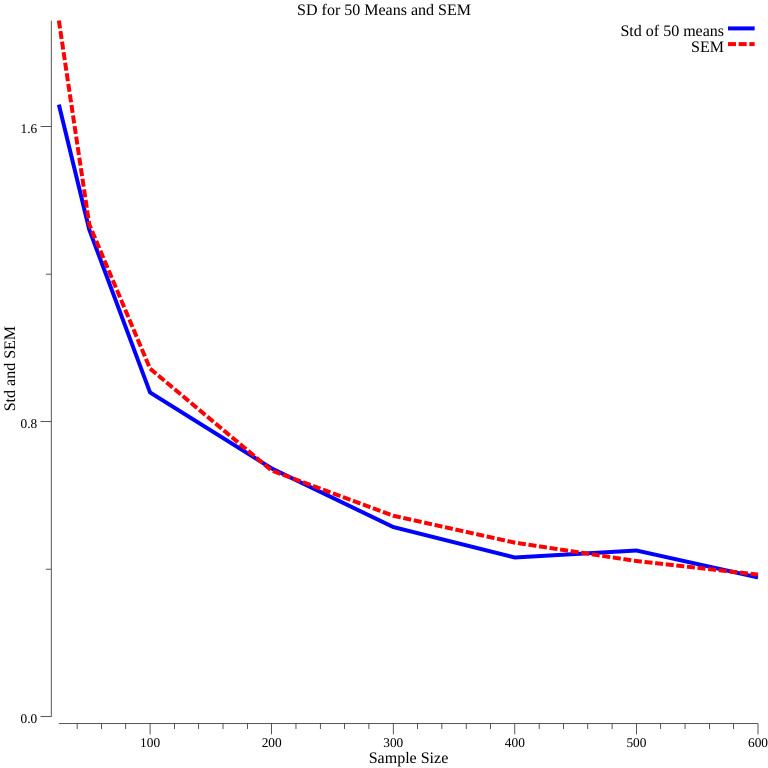 SD for 50 Means and SEM
Std of 50 means
SEM
1.6
0.8
0.0
Std and SEM
100 200 300 400 500 600
Sample Size